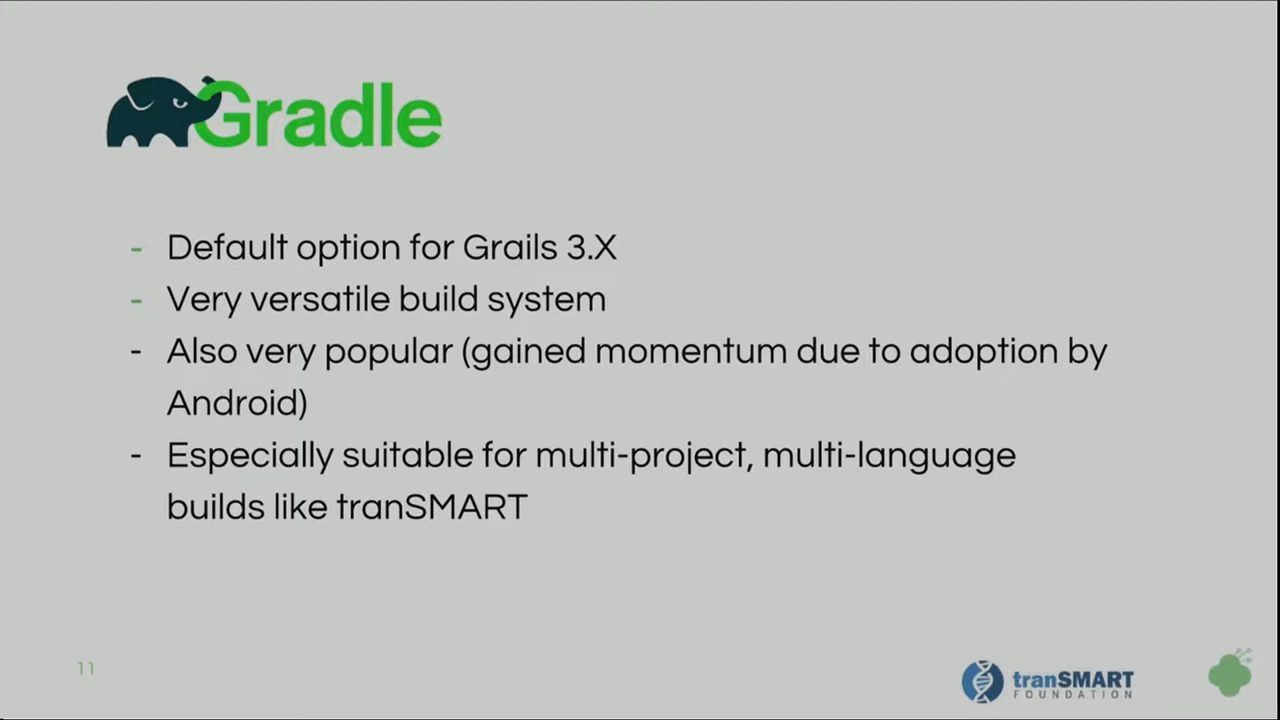 Gradle
- Default option for Grails 3.X
- Very versatile build system
- Also very popular (gained momentum due to adoption by
Android)
- Especially suitable for multi-project, multi-language
builds like tranSMART
11
tranSMART
FOUNDATION